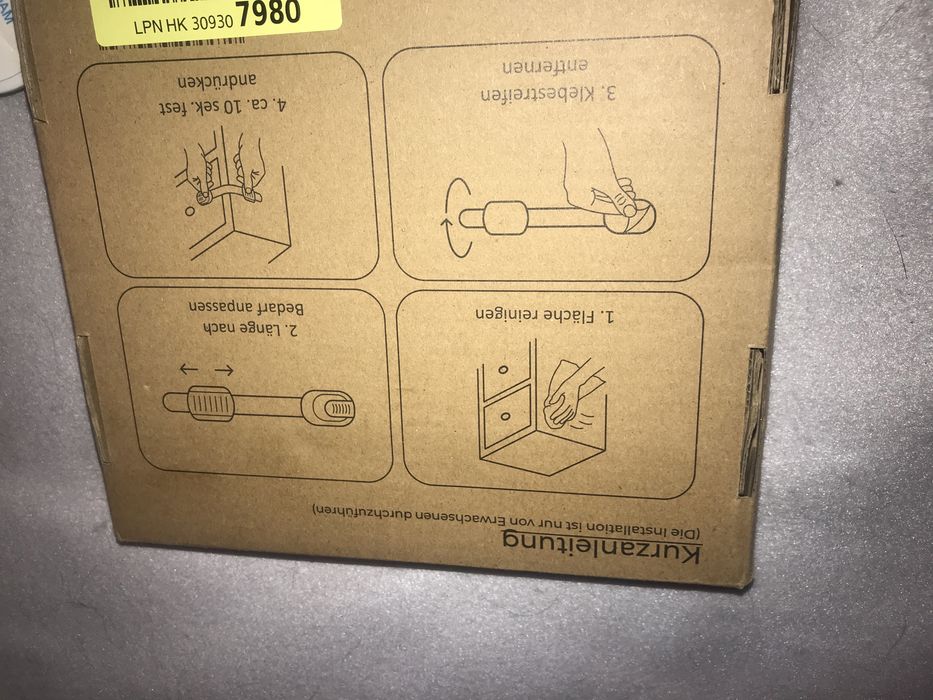 Kurzanleitung
(Die Installation ist nur von Erwachsenen durchzuführen)
1. Fläche reinigen
2. Länge nach
Bedarf anpassen
3. Klebestreifen
entfernen
4. ca. 10 sek. fest
andrücken
LPN HK 30930 7980